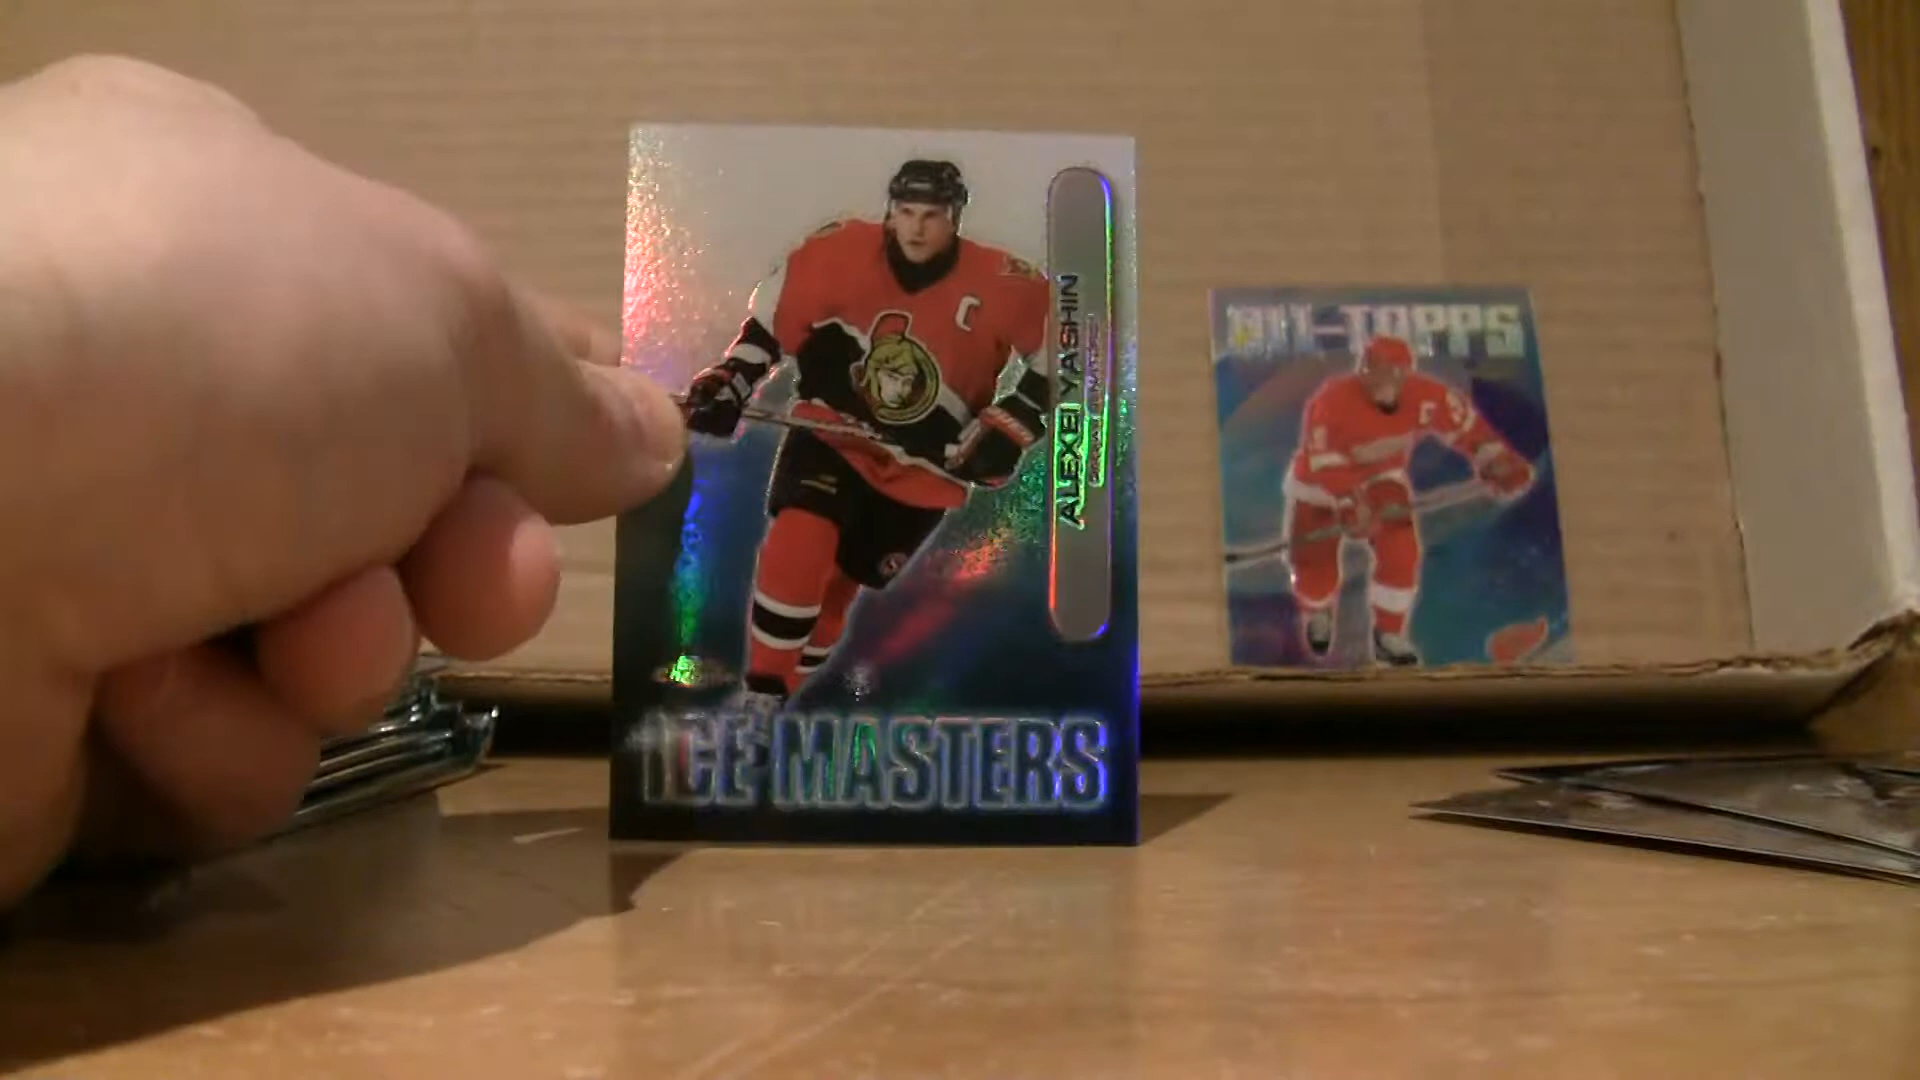 C
ALEXEI YASHIN
ICE MASTERS
ALL-TOPPS
C